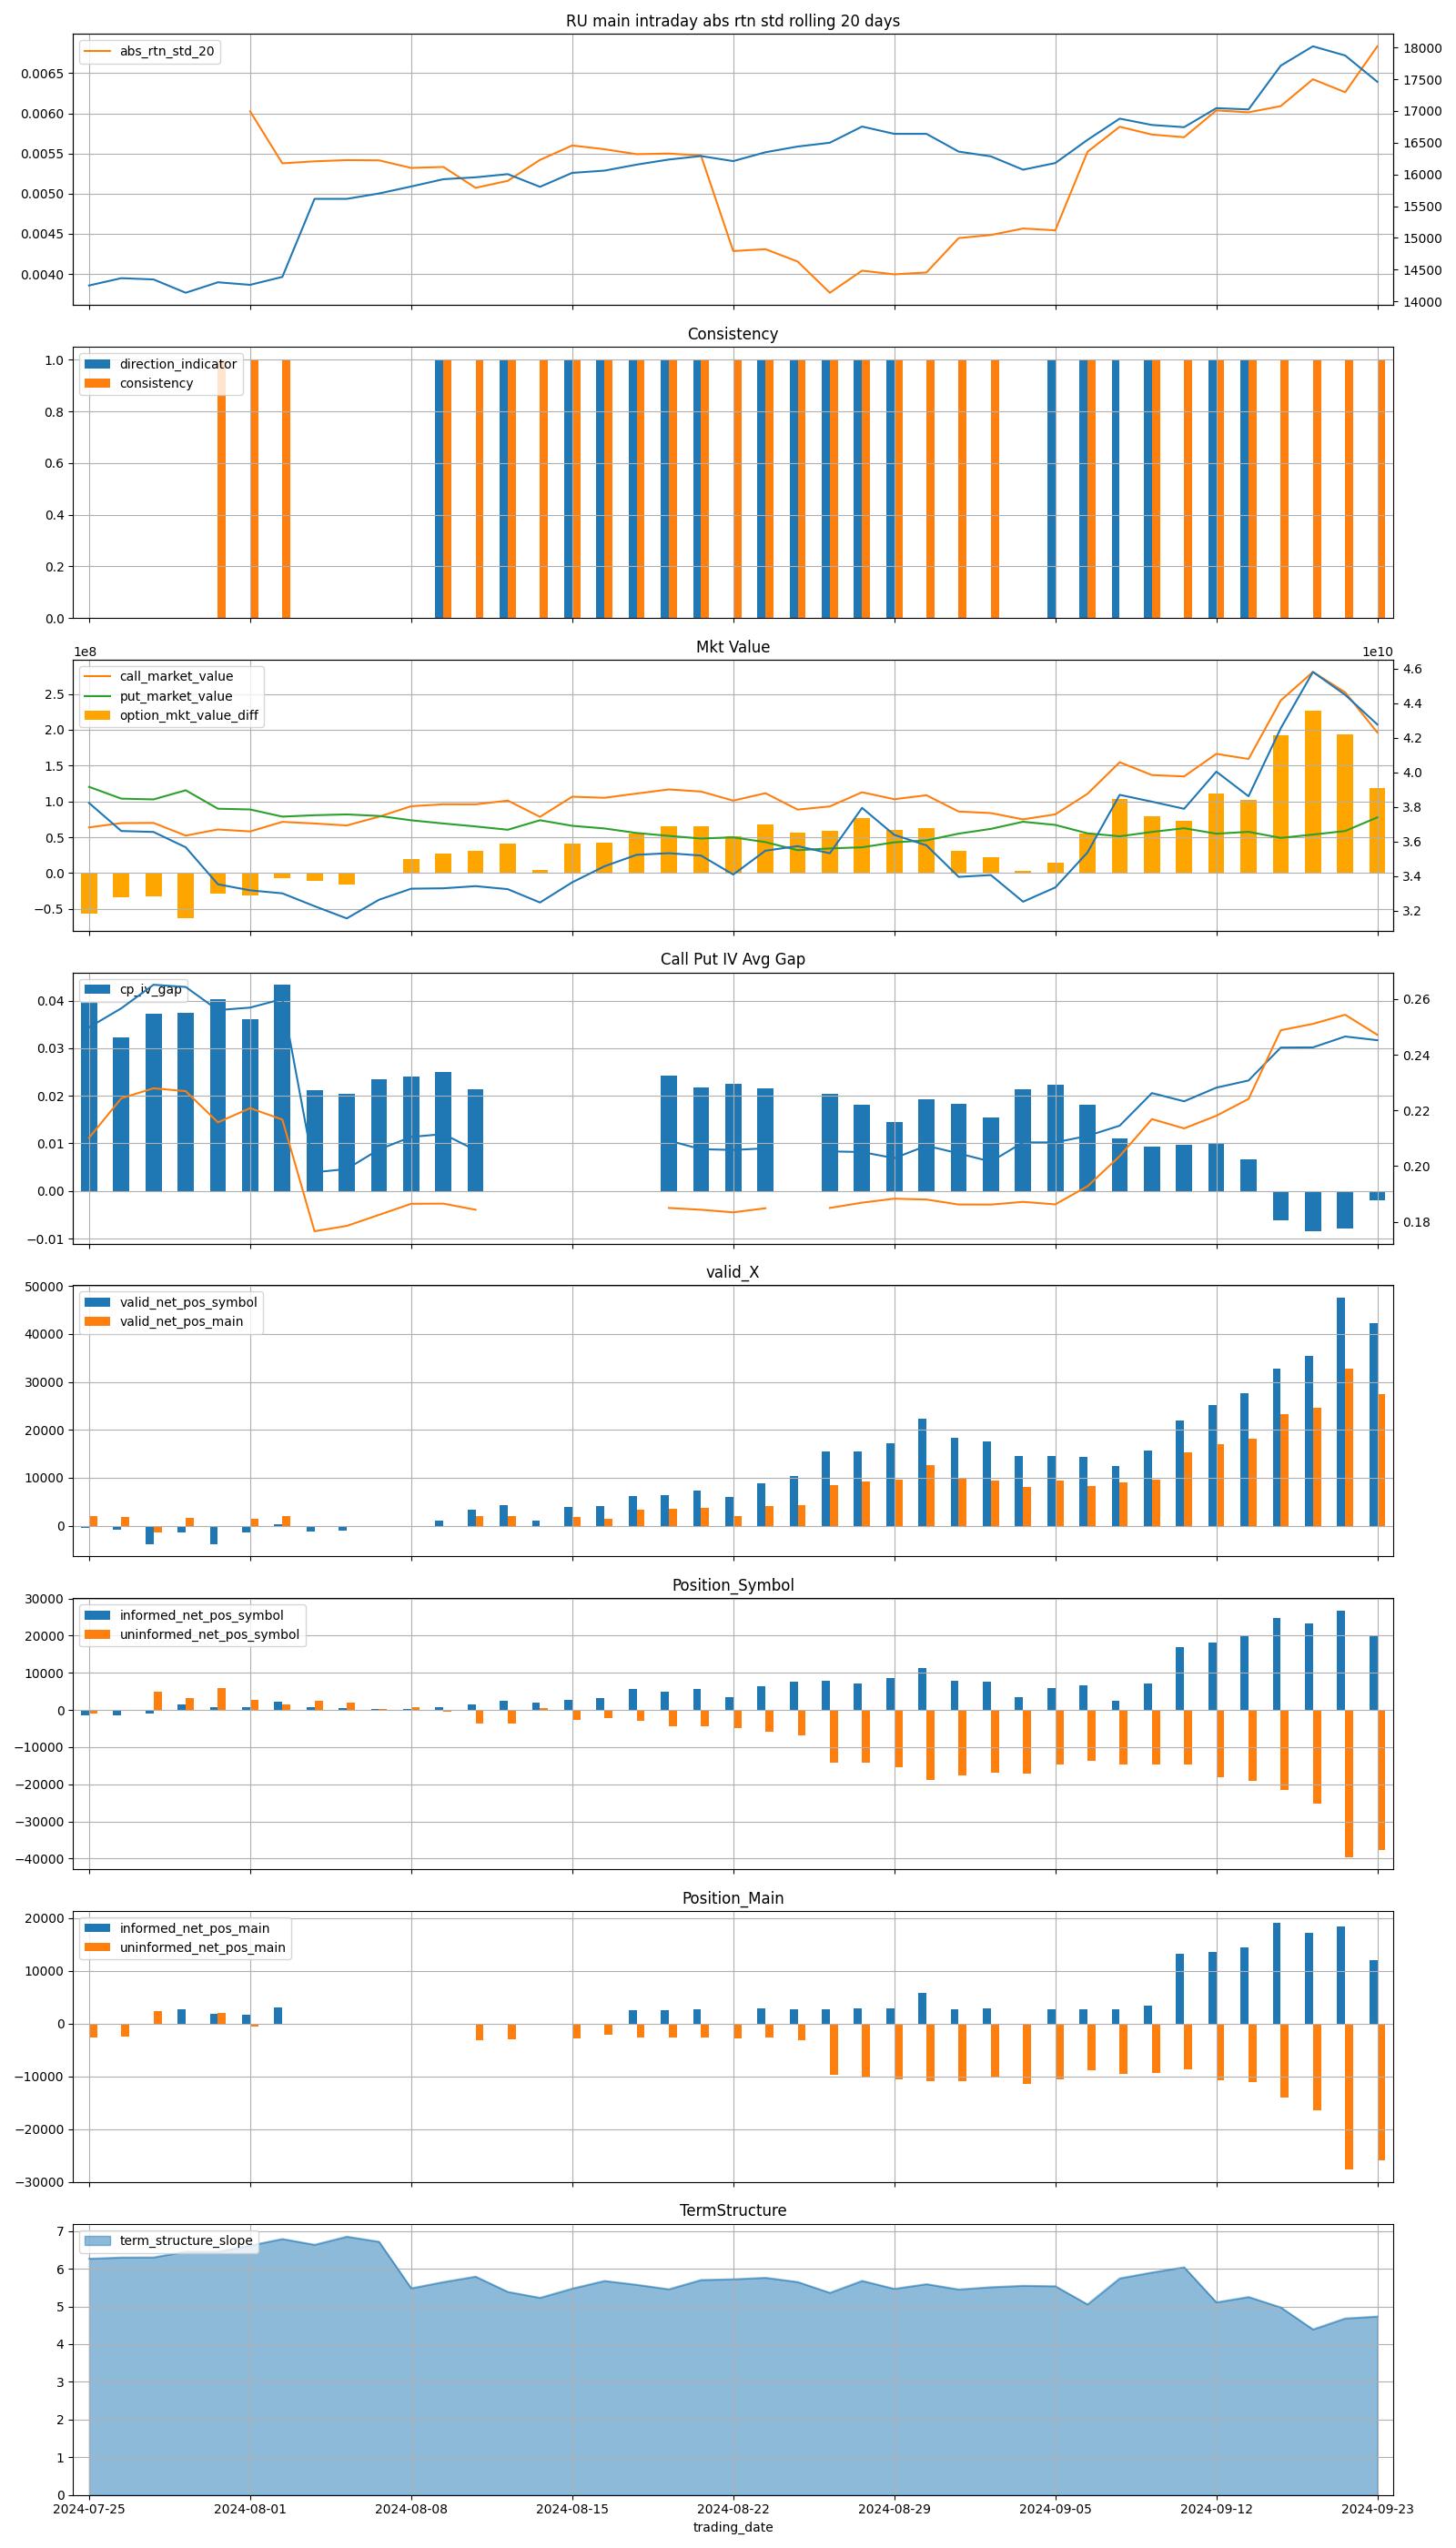 RU main intraday abs rtn std rolling 20 days
abs_rtn_std_20
0.0065
0.0060
0.0055
0.0050
0.0045
0.0040
18000
17500
17000
16500
16000
15500
15000
14500
14000
Consistency
direction_indicator
consistency
1.0
0.8
0.6
0.4
0.2
0.0
Mkt Value
1e8
1e10
call_market_value
put_market_value
option_mkt_value_diff
2.5
2.0
1.5
1.0
0.5
0.0
−0.5
4.6
4.4
4.2
4.0
3.8
3.6
3.4
3.2
Call Put IV Avg Gap
cp_iv_gap
0.04
0.03
0.02
0.01
0.00
−0.01
0.26
0.24
0.22
0.20
0.18
valid_X
valid_net_pos_symbol
valid_net_pos_main
50000
40000
30000
20000
10000
0
Position_Symbol
informed_net_pos_symbol
uninformed_net_pos_symbol
30000
20000
10000
0
−10000
−20000
−30000
−40000
Position_Main
informed_net_pos_main
uninformed_net_pos_main
20000
10000
0
−10000
−20000
−30000
TermStructure
term_structure_slope
7
6
5
4
3
2
1
0
2024-07-25 2024-08-01 2024-08-08 2024-08-15 2024-08-22 2024-08-29 2024-09-05 2024-09-12 2024-09-23
trading_date